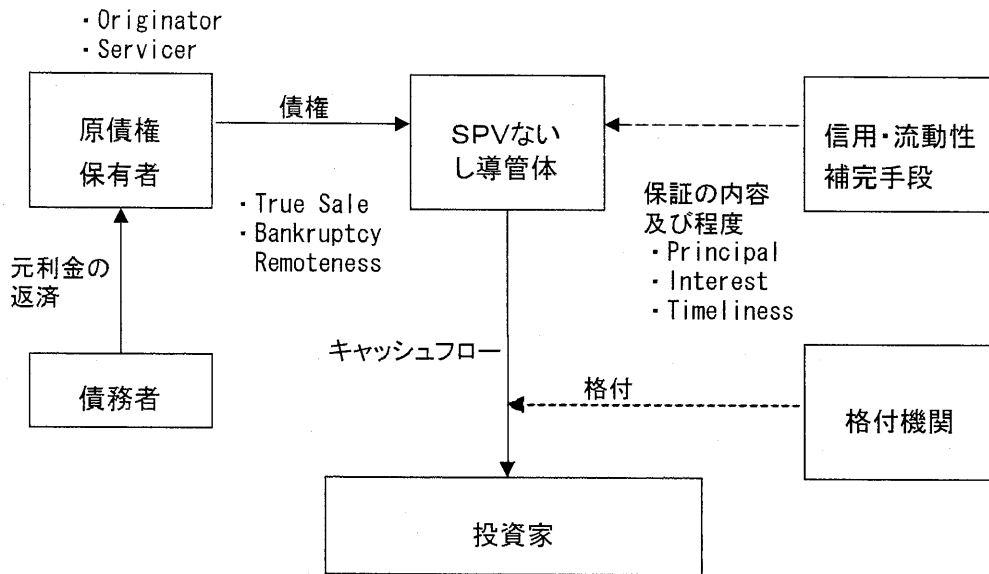 ・Originator
・Servicer
原債権
保有者
債権
SPVない
し導管体
信用・流動性
補完手段
・True Sale
・Bankruptcy
Remoteness
保証の内容
及び程度
・Principal
・Interest
・Timeliness
元利金の
返済
キャッシュフロー
債務者
格付
格付機関
投資家